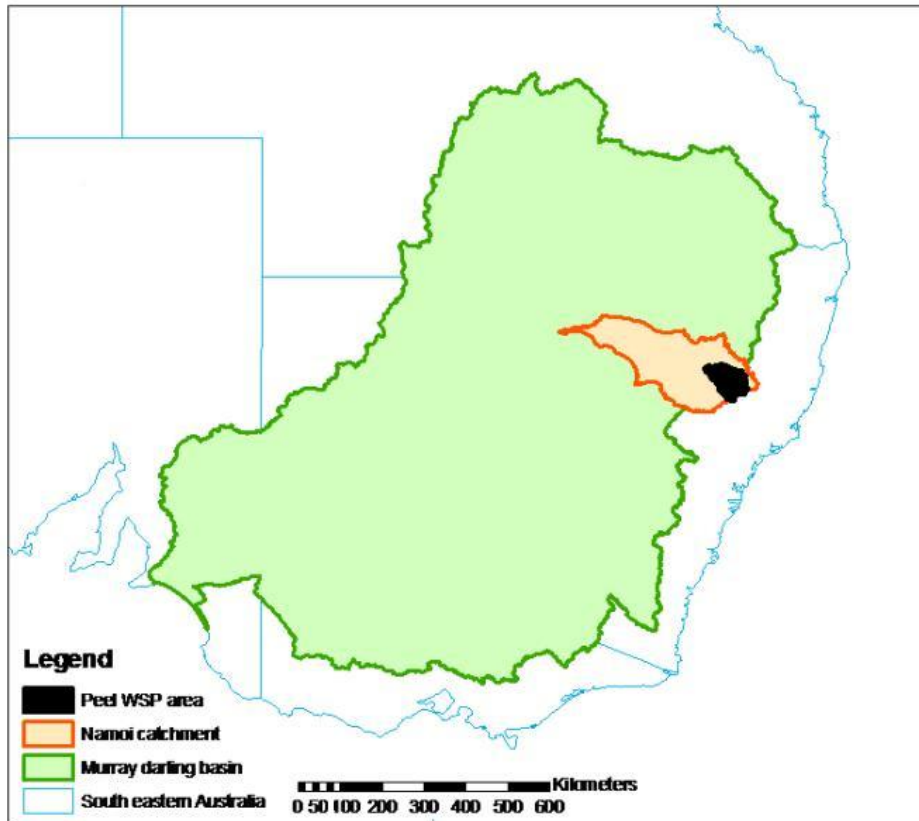 Legend
Peel WSP area
Namoi catchment
Murray darling basin
South eastern Australia
Kilometers
0 50 100 200 300 400 500 600